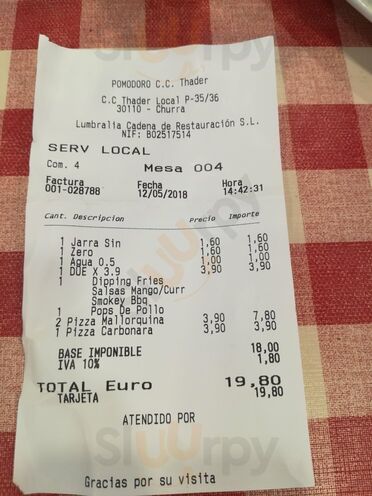 POMODORO C.C. Thader
C.C Thader Local P-35/36
30110 - Churra
Lumbralia Cadena de Restauración S.L.
NIF: B02517514
SERV LOCAL
Com. 4 Mesa 004
Factura Fecha Hora
001-028788 12/05/2018 14:42:31
Cant. Descripcion Precio Importe
1 Jarra Sin 1,60 1,60
1 Zero 1,60 1,60
1 Agua 0.5 1,00 1,00
1 DUE X 3.9 3,90 3,90
1 Dipping Fries
Salsas Mango/Curr
Smokey Bbq
1 Pops De Pollo
2 Pizza Mallorquina 3,90 7,80
1 Pizza Carbonara 3,90 3,90
BASE IMPONIBLE 18,00
IVA 10% 1,80
TOTAL Euro 19,80
TARJETA 19,80
ATENDIDO POR
Gracias por su visita
Sluurpy
Sluurpy
Sluurpy